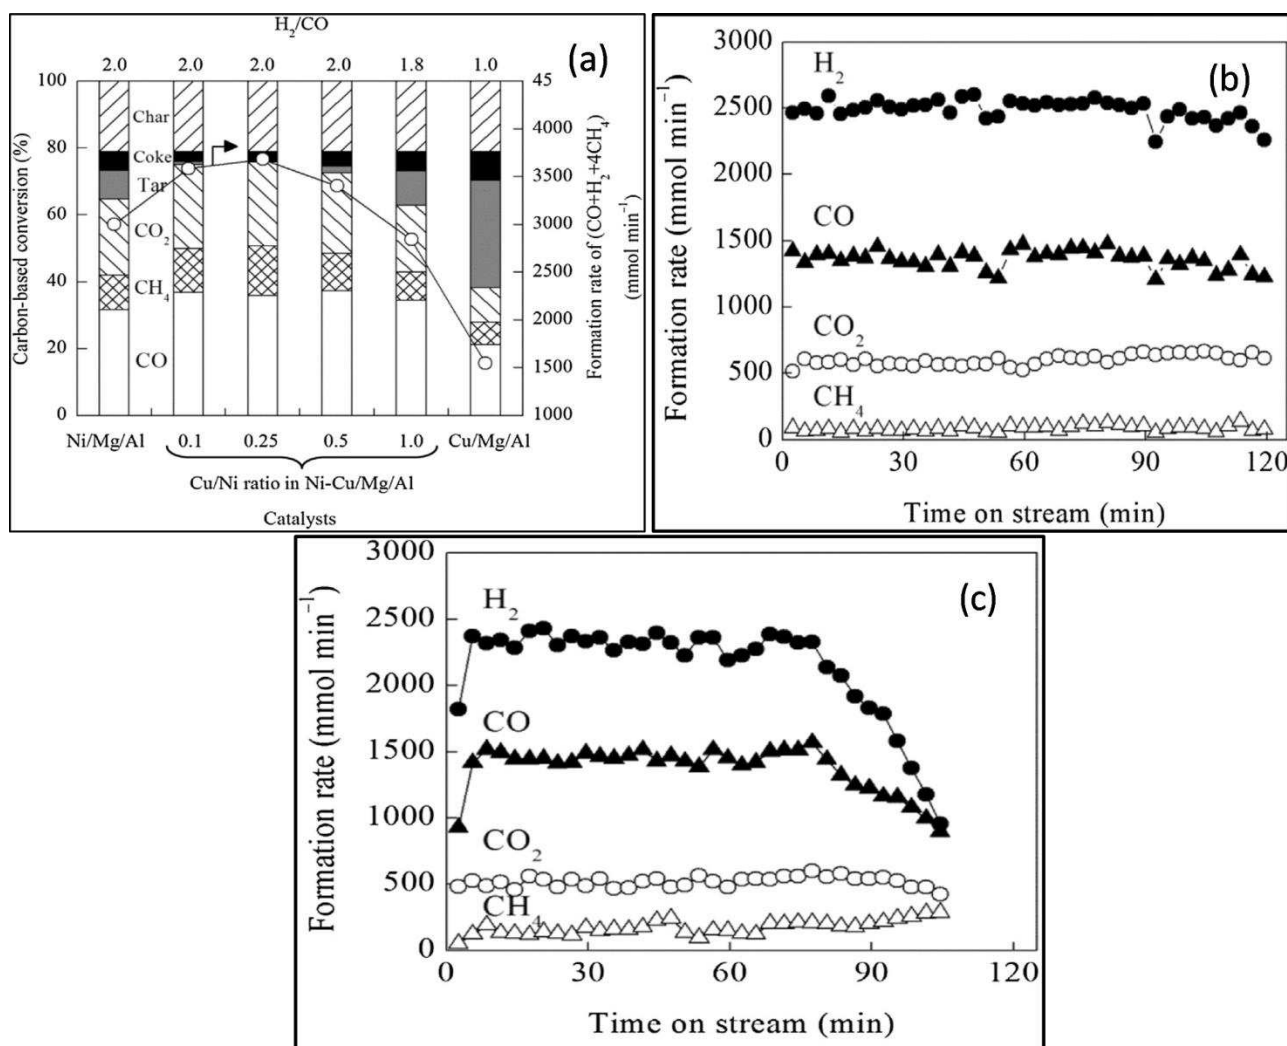 H₂/CO
(a)
2.0 2.0 2.0 2.0 1.8 1.0
Carbon-based conversion (%)
100
80
60
40
20
0
Char
Coke
Tar
CO₂
CH₄
CO
45
4000
3500
3000
2500
2000
1500
1000
Formation rate of (CO+H₂+4CH₄)
(mmol min⁻¹)
Ni/Mg/Al 0.1 0.25 0.5 1.0 Cu/Mg/Al
Cu/Ni ratio in Ni-Cu/Mg/Al
Catalysts
(b)
Formation rate (mmol min⁻¹)
3000
2500
2000
1500
1000
500
0
H₂
CO
CO₂
CH₄
0 30 60 90 120
Time on stream (min)
(c)
Formation rate (mmol min⁻¹)
3000
2500
2000
1500
1000
500
0
H₂
CO
CO₂
CH₄
0 30 60 90 120
Time on stream (min)